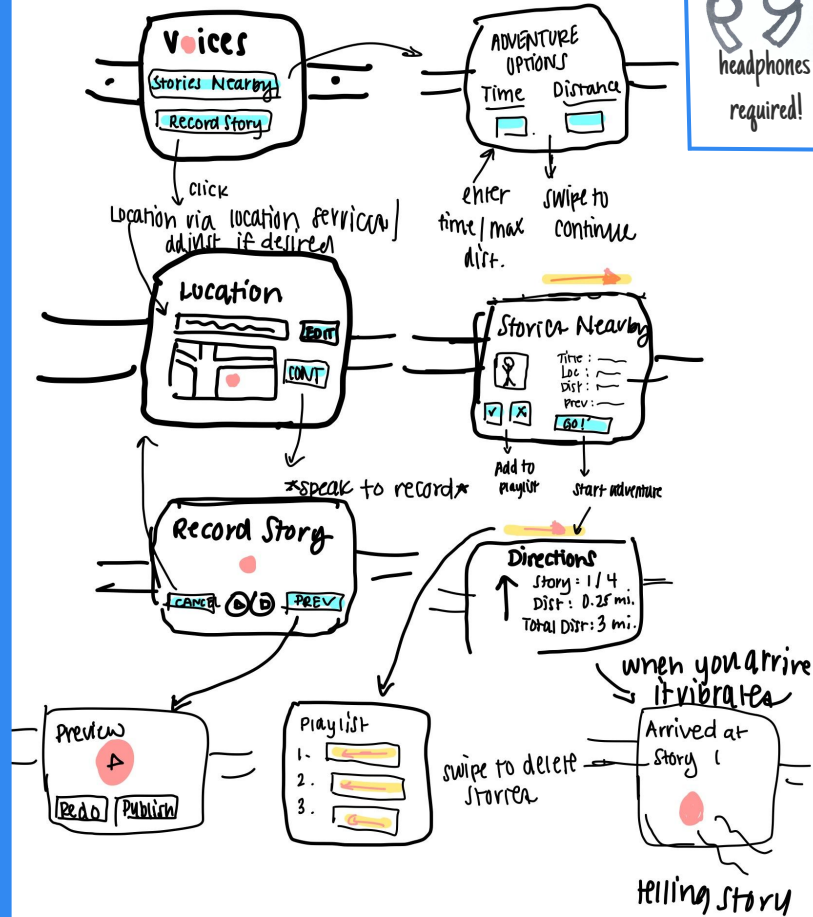 Voices
Stories Nearby
Record Story
ADVENTURE
OPTIONS
Time Distance
headphones
required!
click
Location via location services/
adjust if desired
enter
time/max
dist.
swipe to
continue
Location
EDIT
CONT
Stories Nearby
Time:
Loc:
Dist:
prev:
GO!
Add to
playlist
start adventure
*speak to record*
Record Story
CANCEL
PREV
Directions
Story: 1/4
Dist: 0.25 mi.
Total Dist: 3 mi.
when you arrive
it vibrates
Preview
Redo
Publish
Playlist
1.
2.
3.
swipe to delete
stories
Arrived at
Story 1
telling story